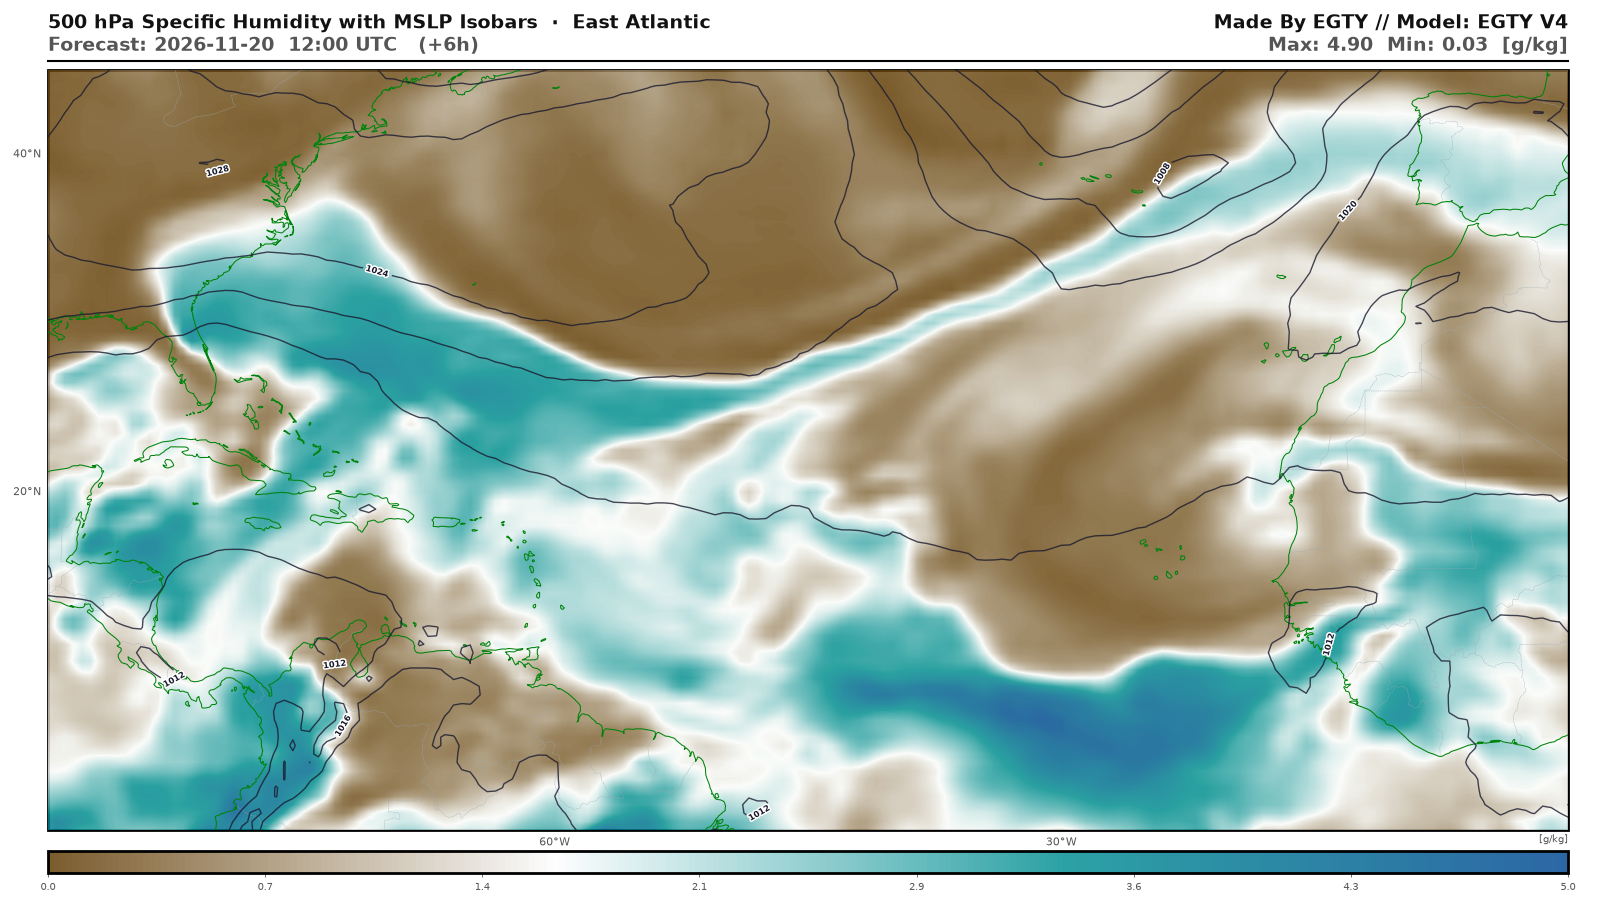 500 hPa Specific Humidity with MSLP Isobars · East Atlantic
Made By EGTY // Model: EGTY V4
Forecast: 2026-11-20 12:00 UTC (+6h)
Max: 4.90 Min: 0.03 [g/kg]
40°N
20°N
1028
1024
1008
1020
1012
1012
1012
1016
1012
60°W
30°W
[g/kg]
0.0 0.7 1.4 2.1 2.9 3.6 4.3 5.0